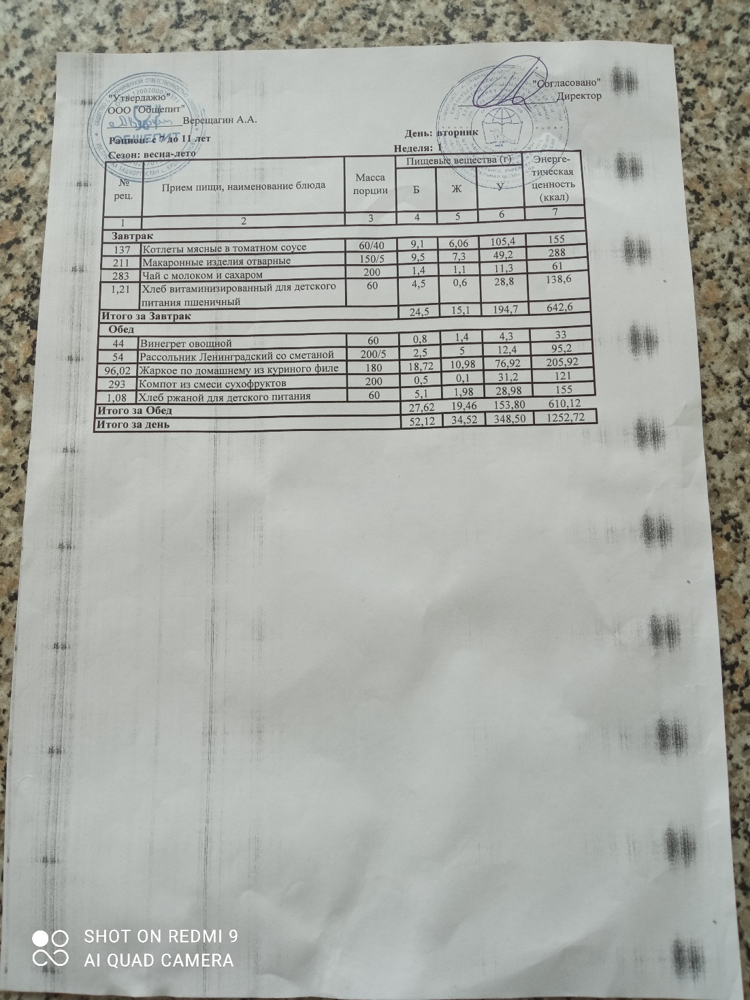 "Утвердажю"
ООО "Общепит"
Верещагин А.А.
Рацион: с 7 до 11 лет
Сезон: весна-лето
"Согласовано"
Директор
День: вторник
Неделя: 1
ОБЩЕПИТ
№ рец. Прием пищи, наименование блюда Масса порции Пищевые вещества (г) Энерге-тическая ценность (ккал)
Б Ж У
1 2 3 4 5 6 7
Завтрак
137 Котлеты мясные в томатном соусе 60/40 9,1 6,06 105,4 155
211 Макаронные изделия отварные 150/5 9,5 7,3 49,2 288
283 Чай с молоком и сахаром 200 1,4 1,1 11,3 61
1,21 Хлеб витаминизированный для детского 60 4,5 0,6 28,8 138,6
питания пшеничный
Итого за Завтрак 24,5 15,1 194,7 642,6
Обед
44 Винегрет овощной 60 0,8 1,4 4,3 33
54 Рассольник Ленинградский со сметаной 200/5 2,5 5 12,4 95,2
96,02 Жаркое по домашнему из куриного филе 180 18,72 10,98 76,92 205,92
293 Компот из смеси сухофруктов 200 0,5 0,1 31,2 121
1,08 Хлеб ржаной для детского питания 60 5,1 1,98 28,98 155
Итого за Обед 27,62 19,46 153,80 610,12
Итого за день 52,12 34,52 348,50 1252,72
SHOT ON REDMI 9
AI QUAD CAMERA